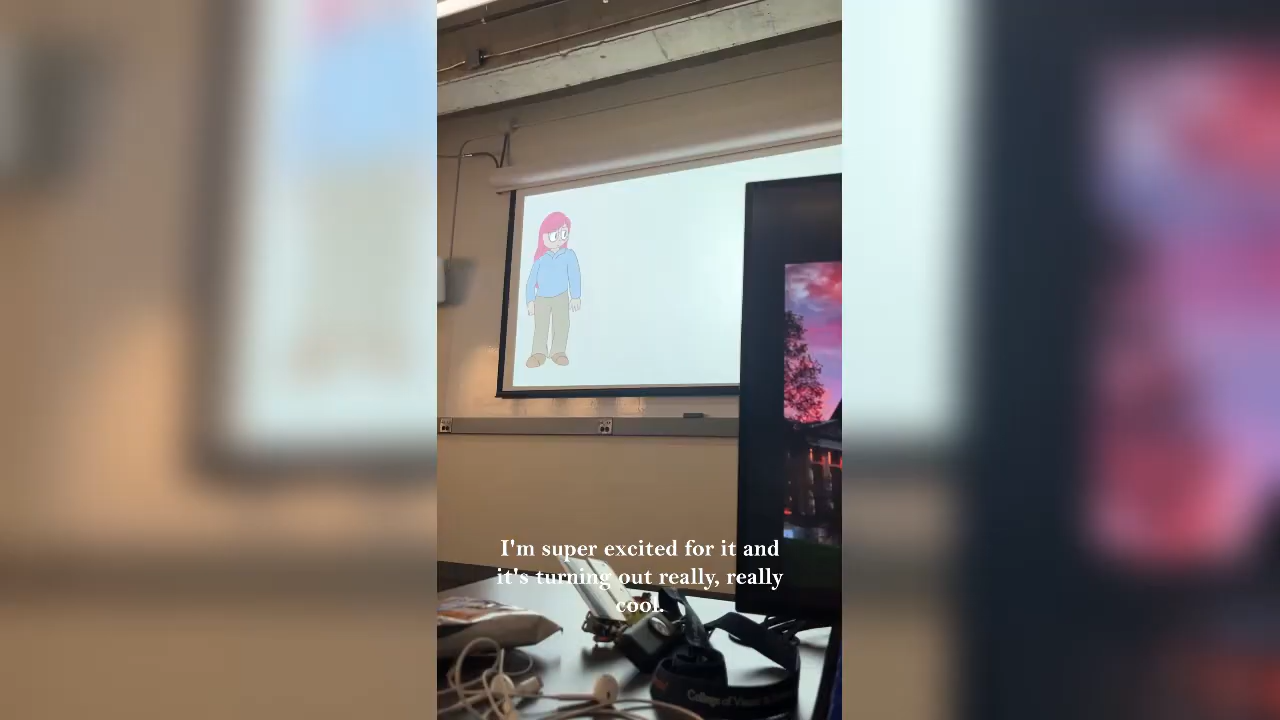 I'm super excited for it and
it's turning out really, really
cool.
College of Visual &